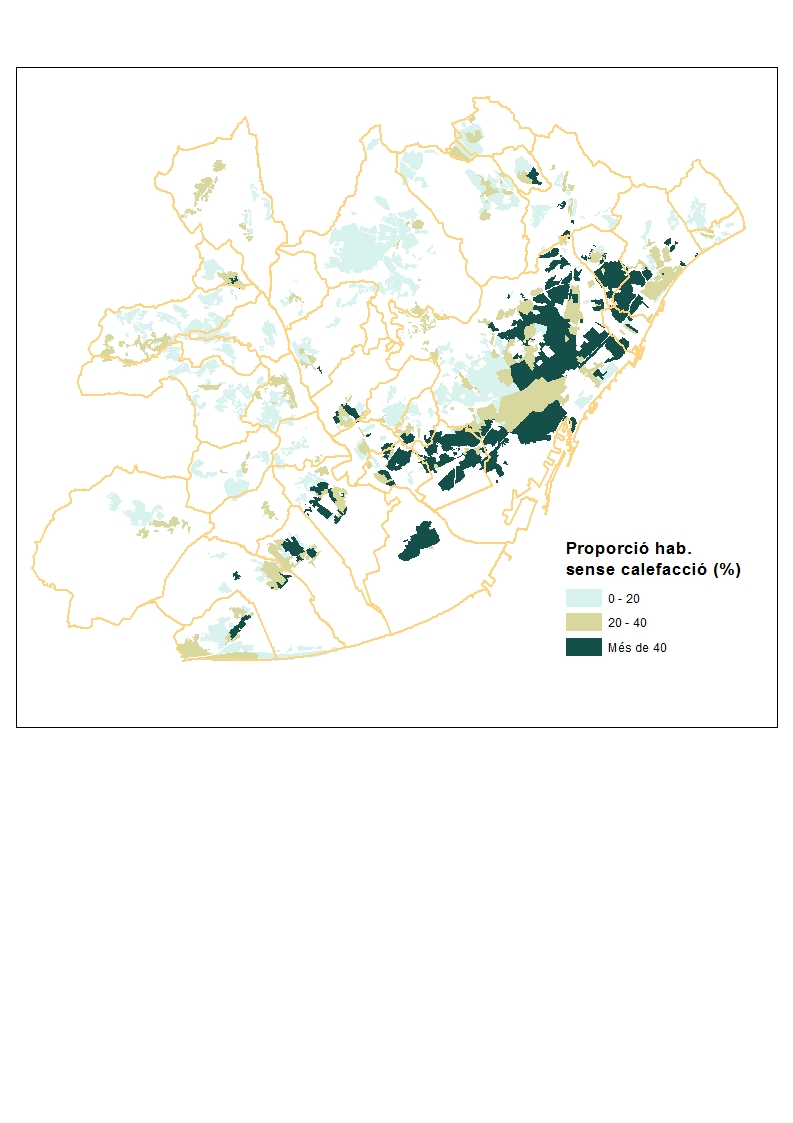 Proporció hab.
sense calefacció (%)
0 - 20
20 - 40
Més de 40